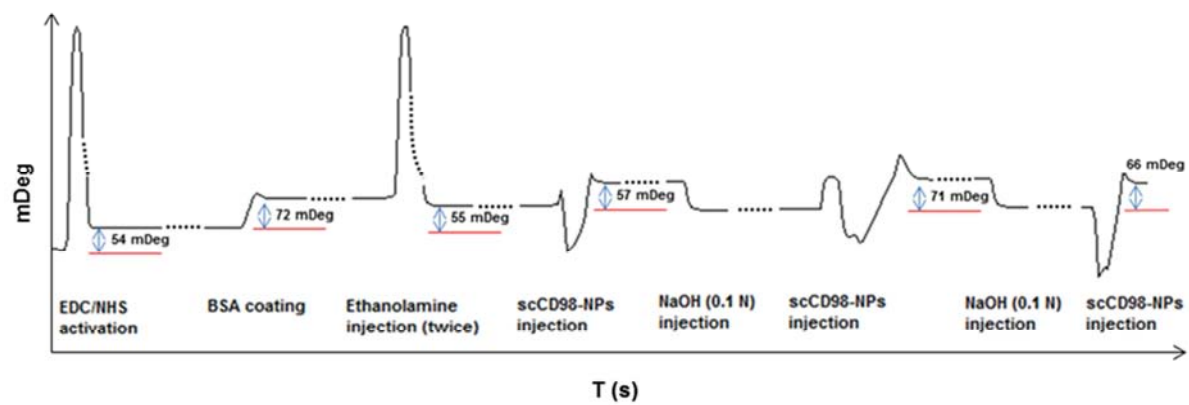 mDeg
54 mDeg
72 mDeg
55 mDeg
57 mDeg
71 mDeg
66 mDeg
EDC/NHS
activation
BSA coating
Ethanolamine
injection (twice)
scCD98-NPs
injection
NaOH (0.1 N)
injection
scCD98-NPs
injection
NaOH (0.1 N)
injection
scCD98-NPs
injection
T (s)